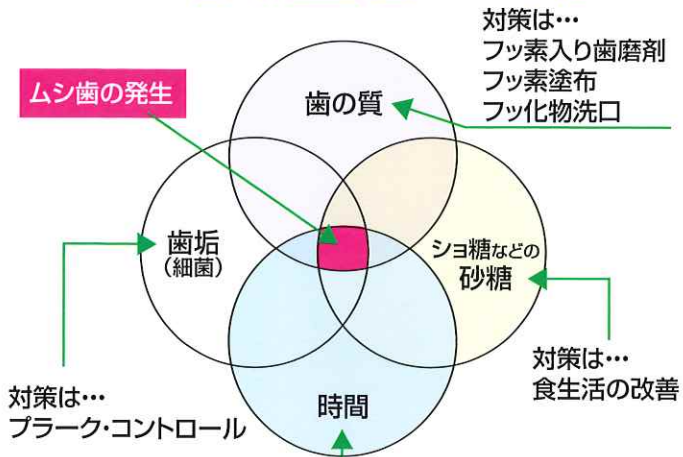 対策は…
フッ素入り歯磨剤
フッ素塗布
フッ化物洗口
ムシ歯の発生
歯の質
歯垢
(細菌)
ショ糖などの
砂糖
対策は…
食生活の改善
対策は…
プラーク・コントロール
時間